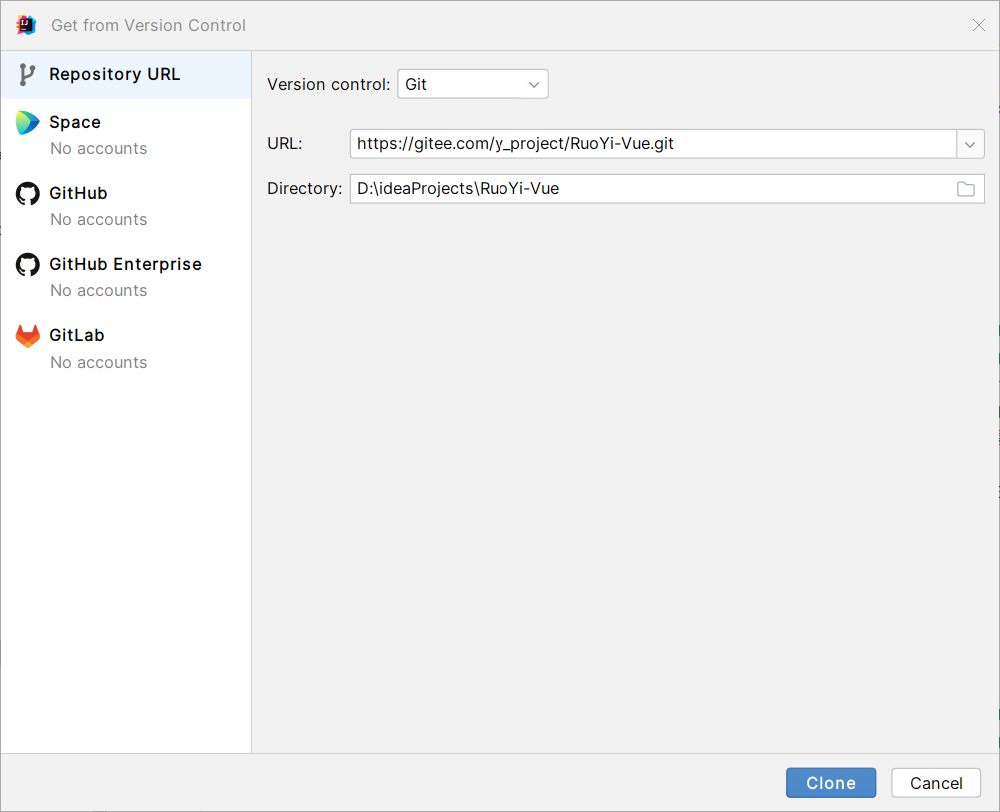 Get from Version Control
Repository URL
Space
No accounts
GitHub
No accounts
GitHub Enterprise
No accounts
GitLab
No accounts
Version control: Git
URL: https://gitee.com/y_project/RuoYi-Vue.git
Directory: D:\ideaProjects\RuoYi-Vue
Clone Cancel